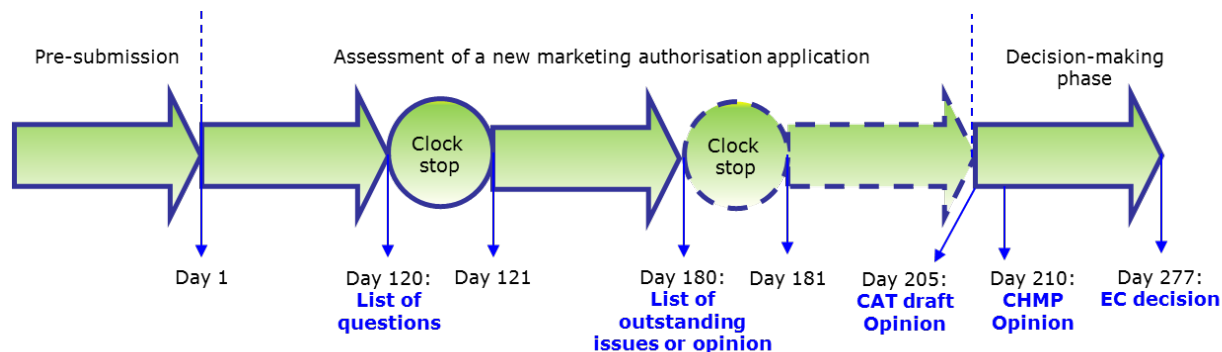 Pre-submission
Assessment of a new marketing authorisation application
Decision-making
phase
Clock
stop
Clock
stop
Day 1
Day 120:
List of
questions
Day 121
Day 180:
List of
outstanding
issues or opinion
Day 181
Day 205:
CAT draft
Opinion
Day 210:
CHMP
Opinion
Day 277:
EC decision